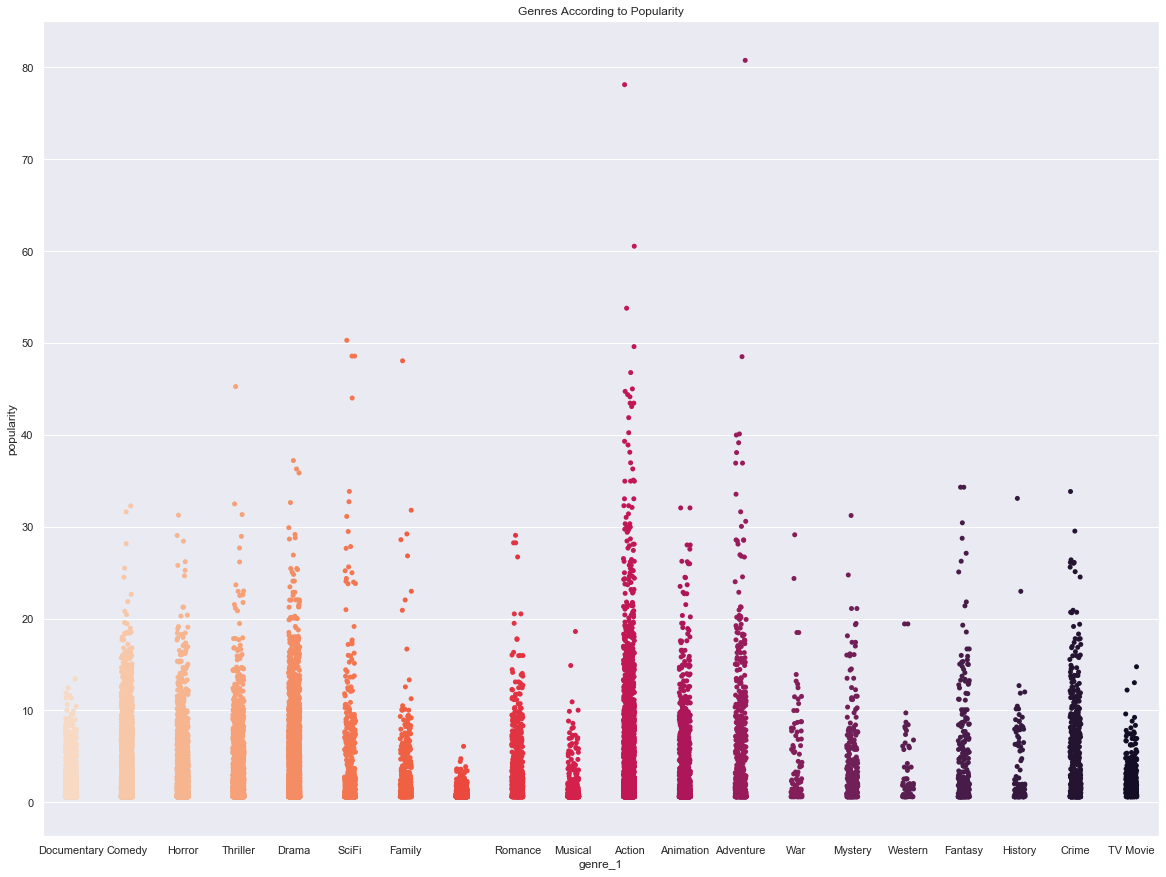 Genres According to Popularity
popularity
80
70
60
50
40
30
20
10
0
Documentary Comedy Horror Thriller Drama SciFi Family Romance Musical Action Animation Adventure War Mystery Western Fantasy History Crime TV Movie
genre_1